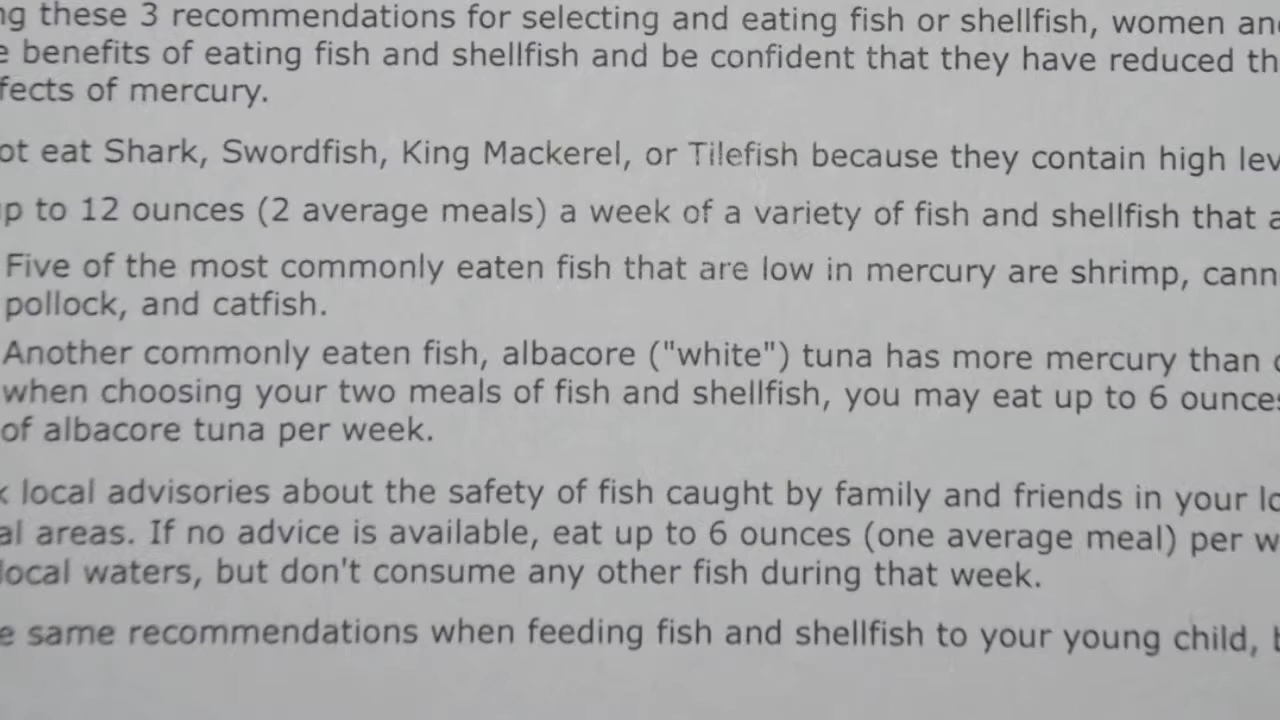 ng these 3 recommendations for selecting and eating fish or shellfish, women and
e benefits of eating fish and shellfish and be confident that they have reduced th
fects of mercury.
ot eat Shark, Swordfish, King Mackerel, or Tilefish because they contain high lev
up to 12 ounces (2 average meals) a week of a variety of fish and shellfish that a
Five of the most commonly eaten fish that are low in mercury are shrimp, cann
pollock, and catfish.
Another commonly eaten fish, albacore ("white") tuna has more mercury than c
when choosing your two meals of fish and shellfish, you may eat up to 6 ounces
of albacore tuna per week.
k local advisories about the safety of fish caught by family and friends in your lo
al areas. If no advice is available, eat up to 6 ounces (one average meal) per w
local waters, but don't consume any other fish during that week.
e same recommendations when feeding fish and shellfish to your young child, b